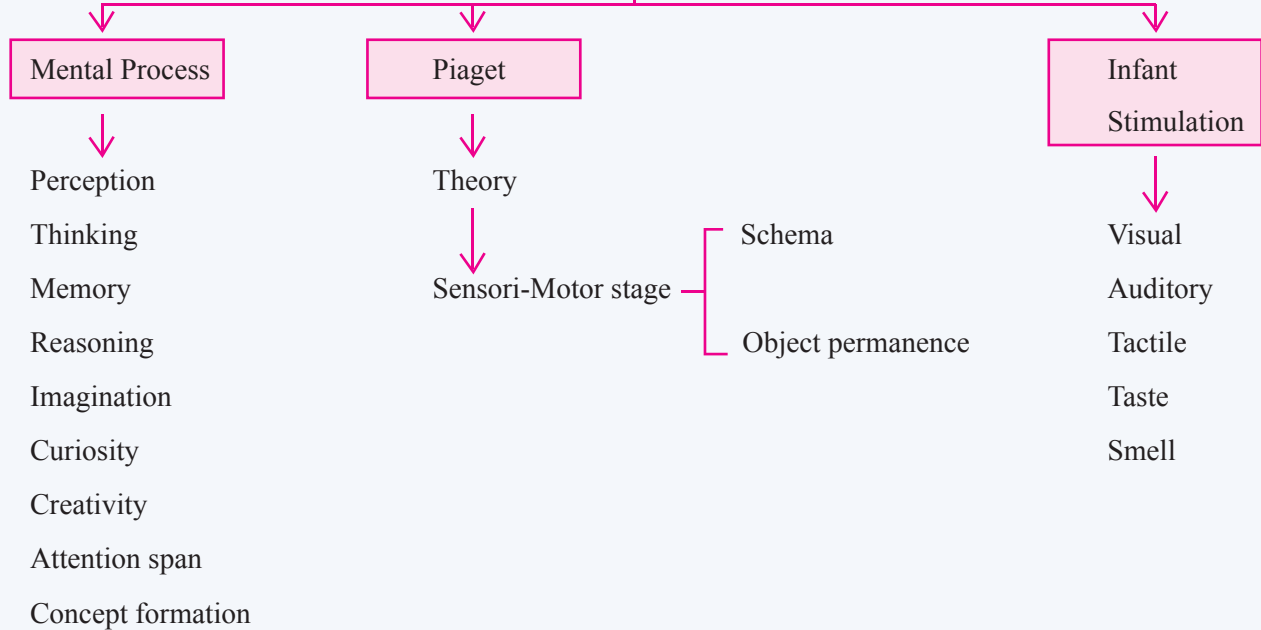 Mental Process
Perception
Thinking
Memory
Reasoning
Imagination
Curiosity
Creativity
Attention span
Concept formation
Piaget
Theory
Sensori-Motor stage
Schema
Object permanence
Infant
Stimulation
Visual
Auditory
Tactile
Taste
Smell